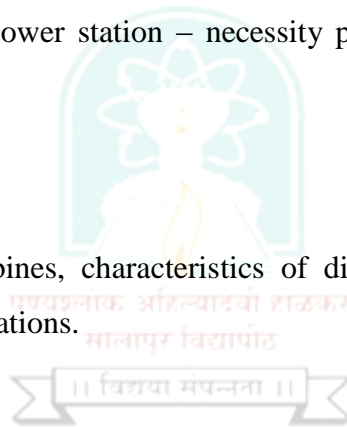 ower station – necessity p
bines, characteristics of di
पुण्यश्लोक अहिल्यादेवी होळकर
ations.
सोलापूर विद्यापीठ
|| विद्यया संपन्नता ||